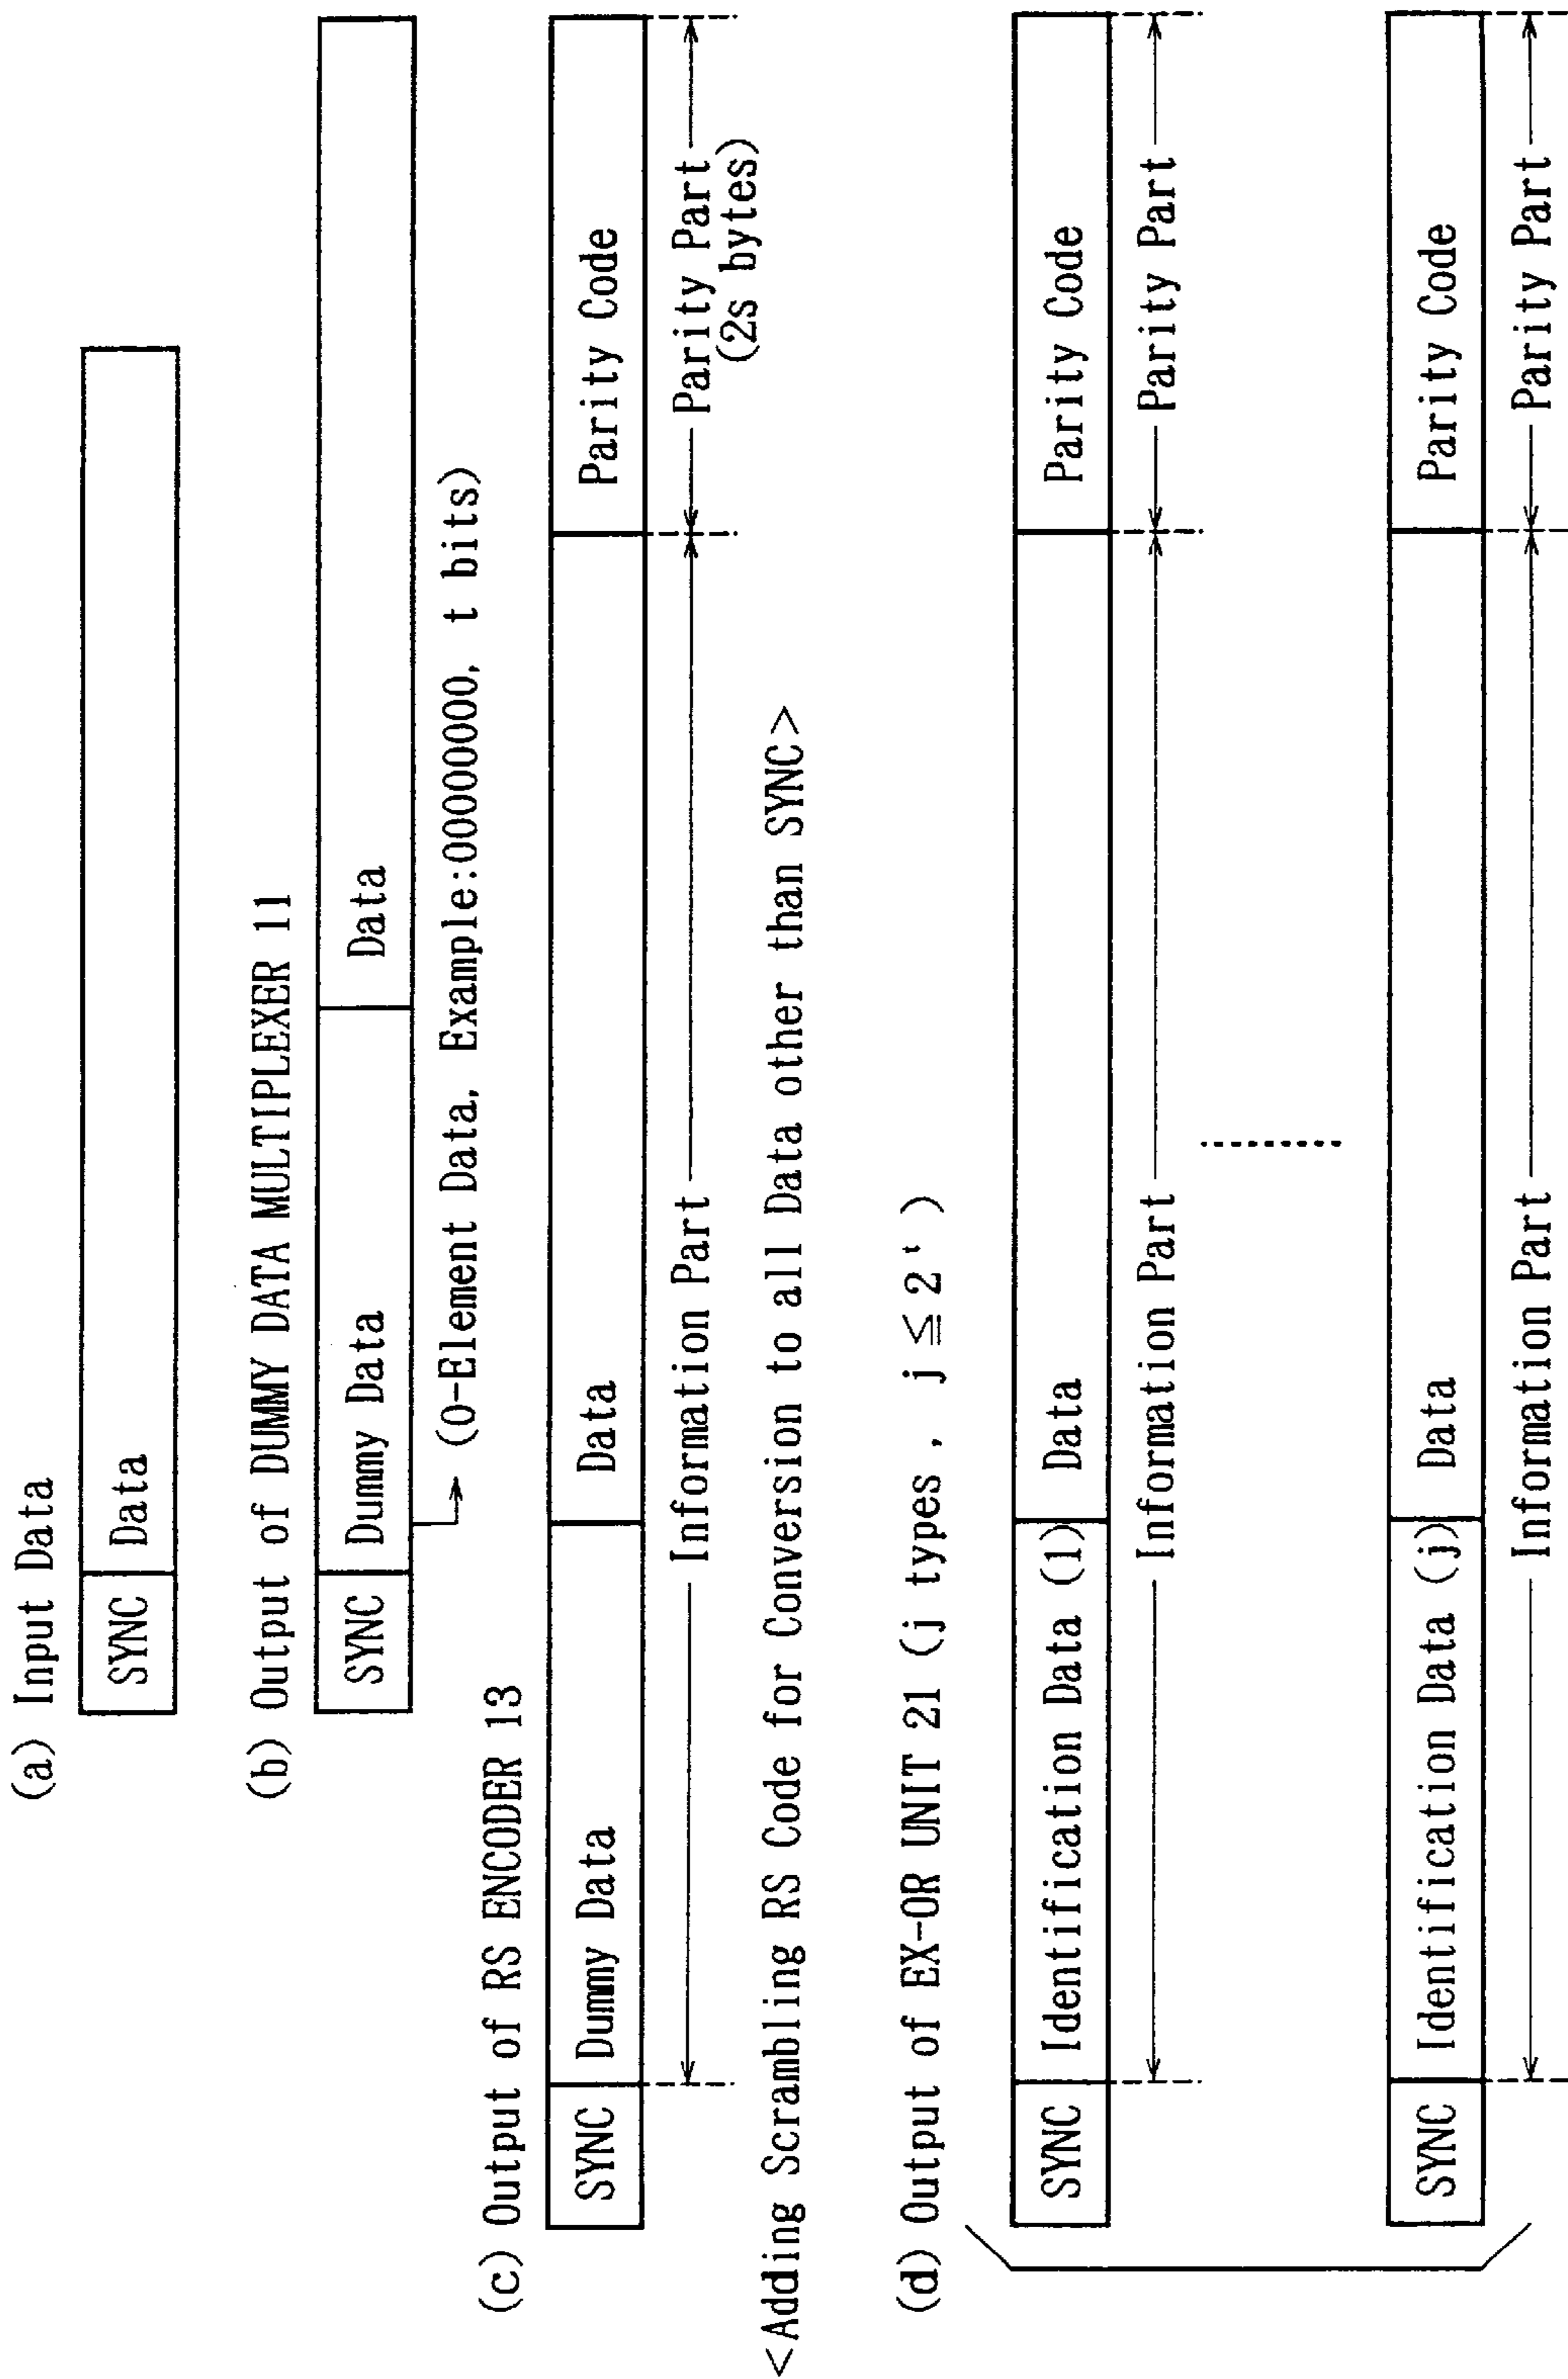 (a) Input Data
SYNC Data
(b) Output of DUMMY DATA MULTIPLEXER 11
SYNC Dummy Data Data
(0-Element Data, Example:00000000, t bits)
(c) Output of RS ENCODER 13
SYNC Dummy Data Data Parity Code
Information Part Parity Part
(2s bytes)
<Adding Scrambling RS Code for Conversion to all Data other than SYNC>
(d) Output of EX-OR UNIT 21 (j types, j ≦ 2ᵗ)
SYNC Identification Data (1) Data Parity Code
Information Part Parity Part
SYNC Identification Data (j) Data Parity Code
Information Part Parity Part